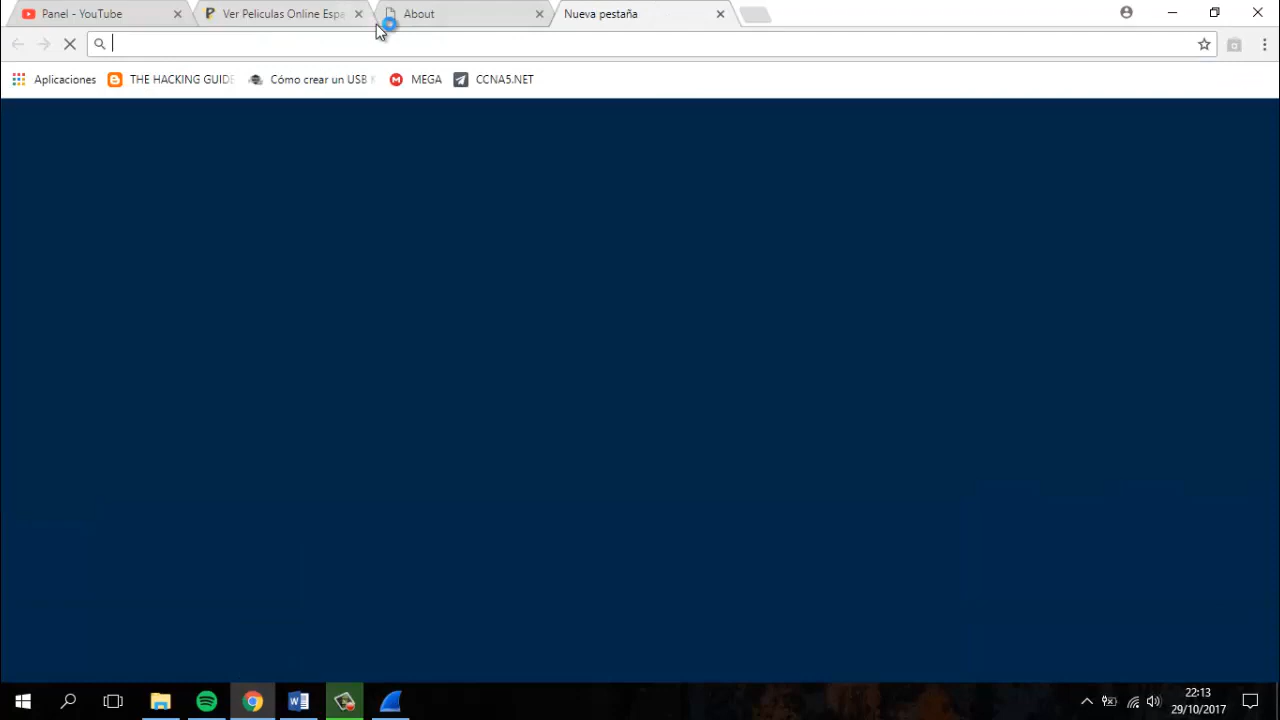 Panel - YouTube
Ver Peliculas Online Espe
About
Nueva pestaña
Aplicaciones
THE HACKING GUIDE
Cómo crear un USB
MEGA
CCNA5.NET
22:13
29/10/2017